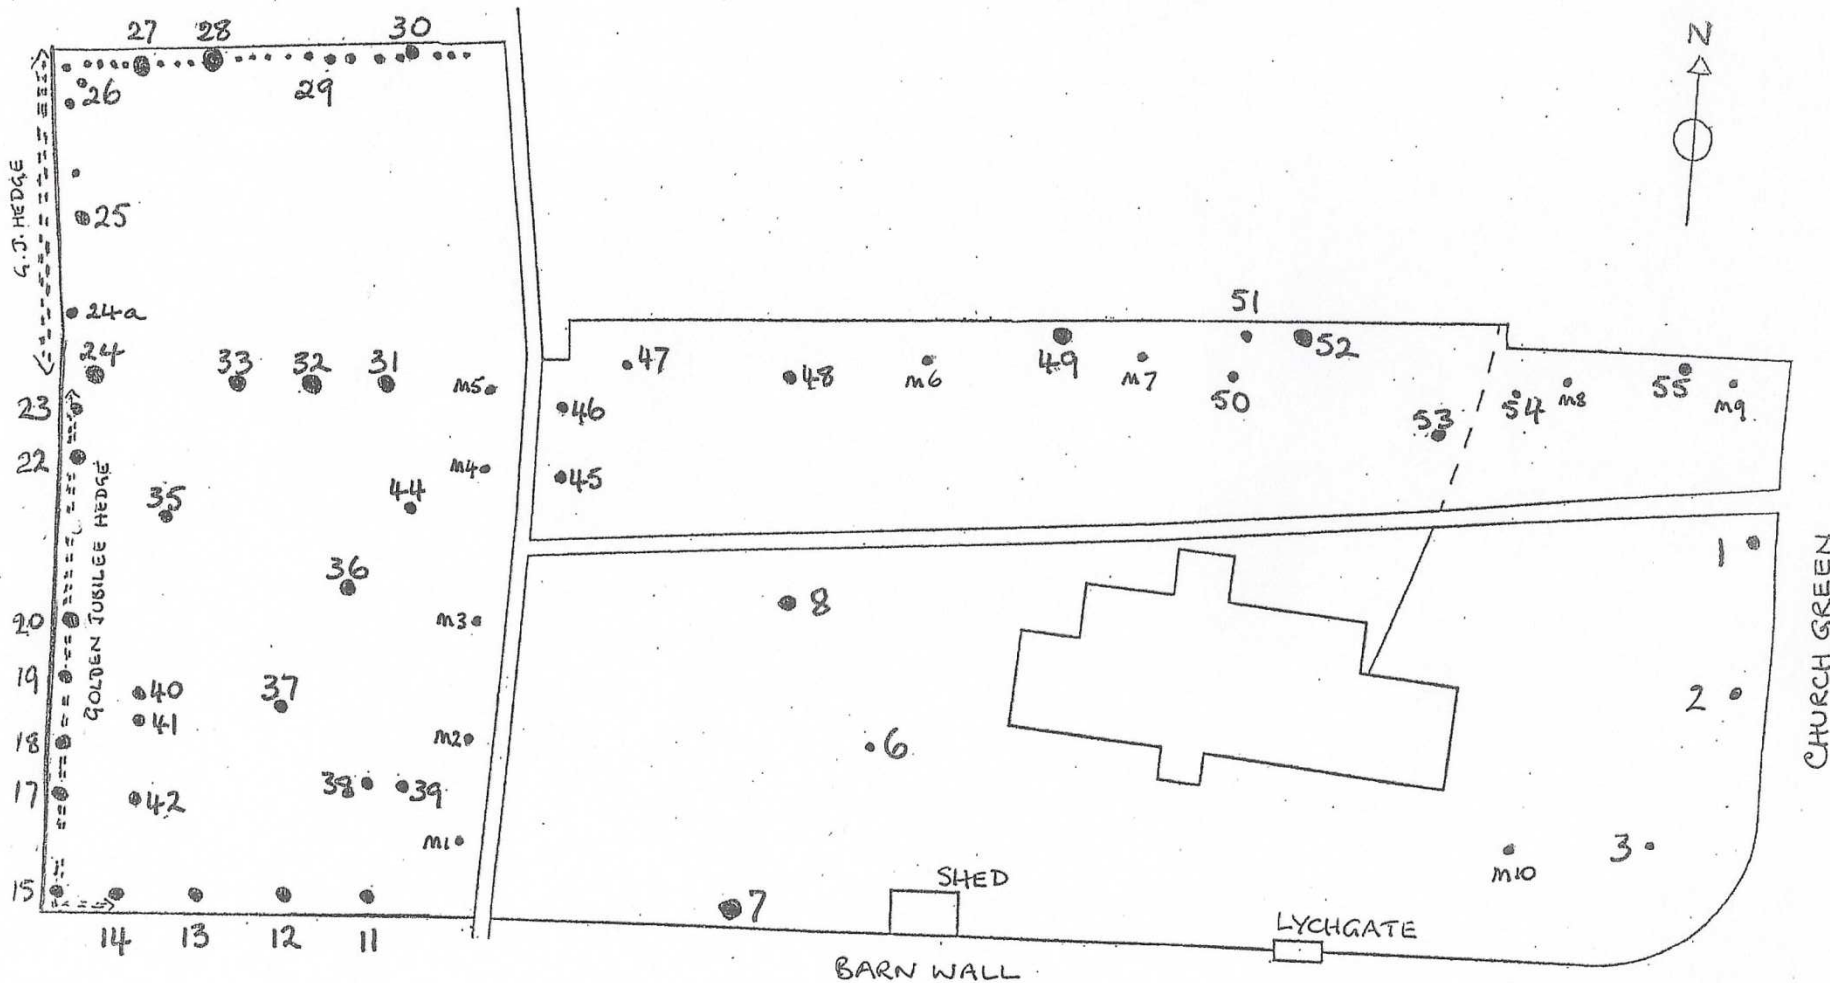 27 28 30
N
26 29
G.J. HEDGE
25
24a
51
24 33 32 31 m5 47 48 m6 49 m7 52
50
55
23 46 53 54 m8 m9
22 m4 45
35 44
GOLDEN JUBILEE HEDGE
1
CHURCH GREEN
36
20 m3 8
19 40 37 2
41
18 m2 6
38 39
17 42
m1 3
m10
15 SHED
7
LYCHGATE
14 13 12 11
BARN WALL